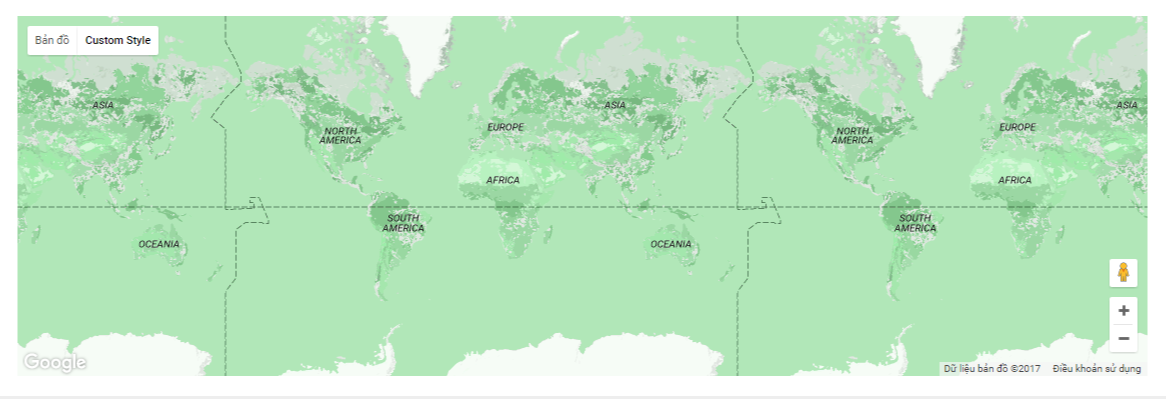 Bản đồ Custom Style
ASIA
NORTH
AMERICA
EUROPE
ASIA
NORTH
AMERICA
EUROPE
ASIA
AFRICA
AFRICA
SOUTH
AMERICA
SOUTH
AMERICA
OCEANIA
OCEANIA
Google
Dữ liệu bản đồ ©2017 Điều khoản sử dụng